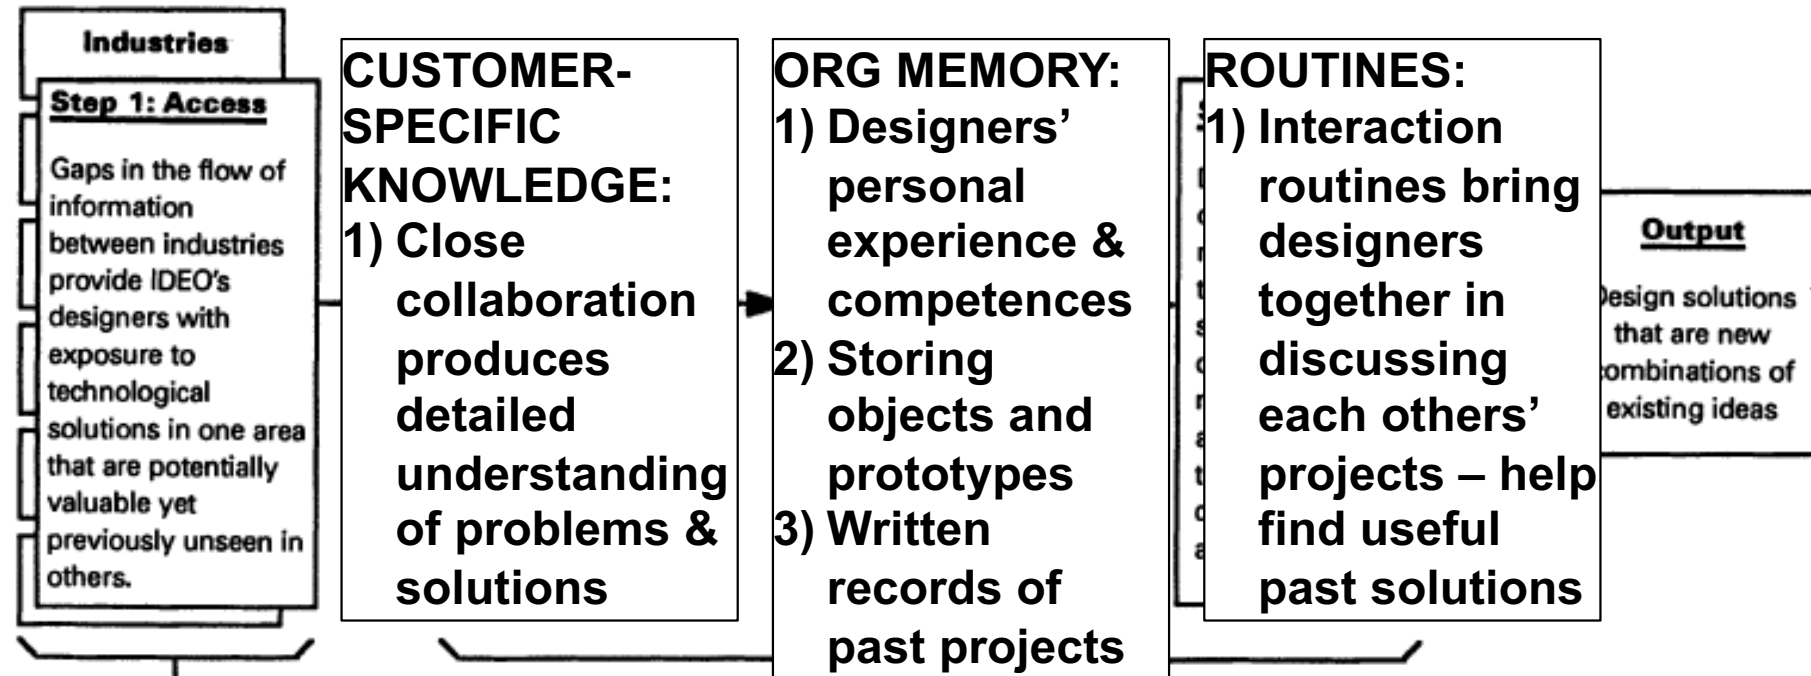 Industries
Step 1: Access
Gaps in the flow of
information
between industries
provide IDEO's
designers with
exposure to
technological
solutions in one area
that are potentially
valuable yet
previously unseen in
others.
CUSTOMER-
SPECIFIC
KNOWLEDGE:
1) Close
collaboration
produces
detailed
understanding
of problems &
solutions
ORG MEMORY:
1) Designers’
personal
experience &
competences
2) Storing
objects and
prototypes
3) Written
records of
past projects
ROUTINES:
1) Interaction
routines bring
designers
together in
discussing
each others’
projects – help
find useful
past solutions
Output
Design solutions
that are new
combinations of
existing ideas